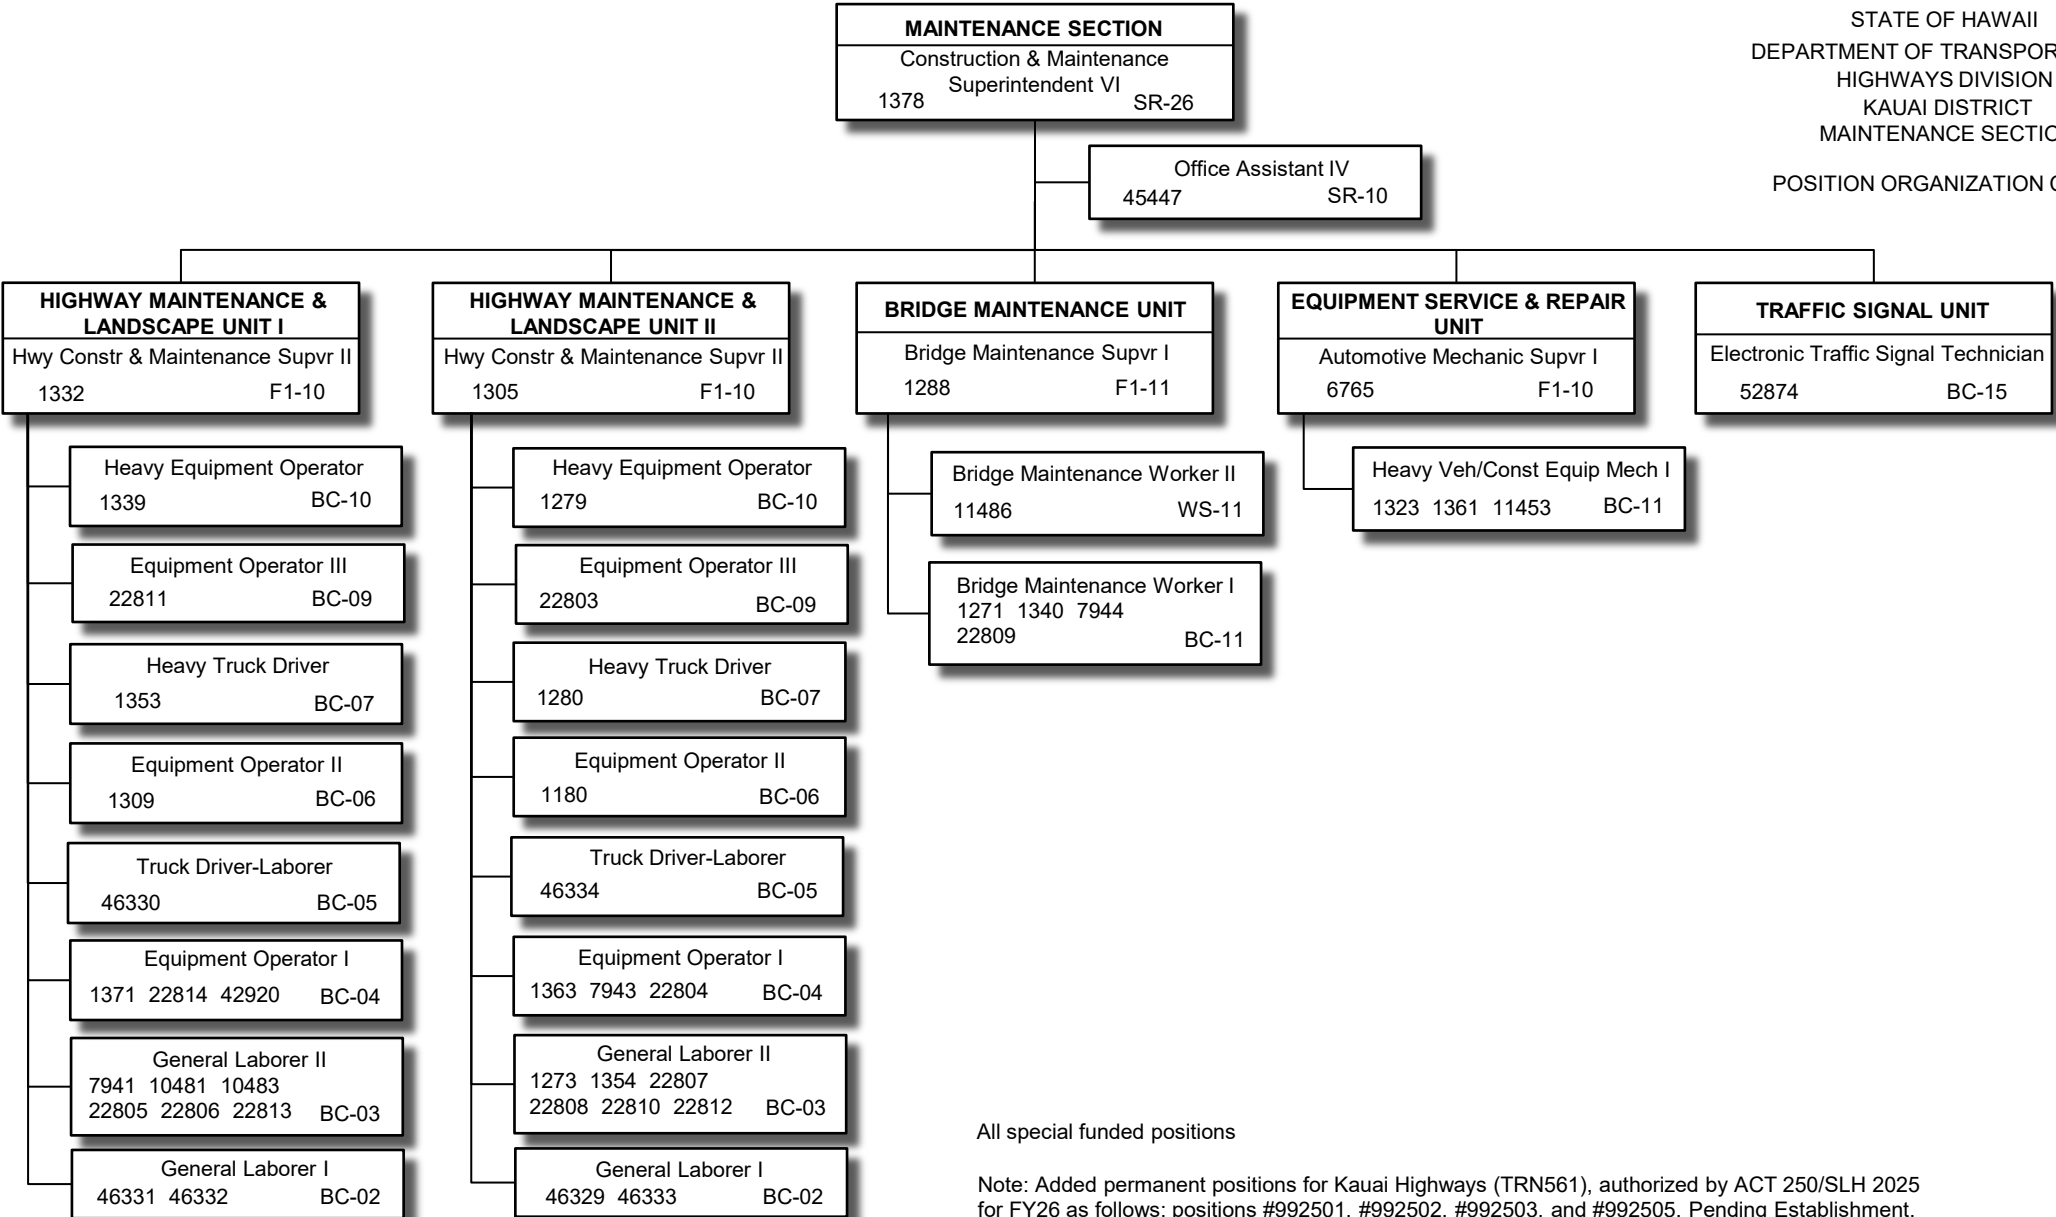 MAINTENANCE SECTION
Construction & Maintenance
Superintendent VI
1378 SR-26
STATE OF HAWAII
DEPARTMENT OF
HIGHWAYS DIVISION
KAUAI DISTRICT
MAINTENANCE
POSITION ORGANIZATION
Office Assistant IV
45447 SR-10
HIGHWAY MAINTENANCE &
LANDSCAPE UNIT I
Hwy Constr & Maintenance Supvr II
1332 F1-10
Heavy Equipment Operator
1339 BC-10
Equipment Operator III
22811 BC-09
Heavy Truck Driver
1353 BC-07
Equipment Operator II
1309 BC-06
Truck Driver-Laborer
46330 BC-05
Equipment Operator I
1371 22814 42920 BC-04
General Laborer II
7941 10481 10483
22805 22806 22813 BC-03
General Laborer I
46331 46332 BC-02
HIGHWAY MAINTENANCE &
LANDSCAPE UNIT II
Hwy Constr & Maintenance Supvr II
1305 F1-10
Heavy Equipment Operator
1279 BC-10
Equipment Operator III
22803 BC-09
Heavy Truck Driver
1280 BC-07
Equipment Operator II
1180 BC-06
Truck Driver-Laborer
46334 BC-05
Equipment Operator I
1363 7943 22804 BC-04
General Laborer II
1273 1354 22807
22808 22810 22812 BC-03
General Laborer I
46329 46333 BC-02
BRIDGE MAINTENANCE UNIT
Bridge Maintenance Supvr I
1288 F1-11
Bridge Maintenance Worker II
11486 WS-11
Bridge Maintenance Worker I
1271 1340 7944
22809 BC-11
EQUIPMENT SERVICE & REPAIR
UNIT
Automotive Mechanic Supvr I
6765 F1-10
Heavy Veh/Const Equip Mech I
1323 1361 11453 BC-11
TRAFFIC SIGNAL UNIT
Electronic Traffic Signal Technician
52874 BC-15
All special funded positions
Note: Added permanent positions for Kauai Highways (TRN561), authorized by ACT 250/SLH 2025
for FY26 as follows: positions #992501, #992502, #992503, and #992505. Pending Establishment.